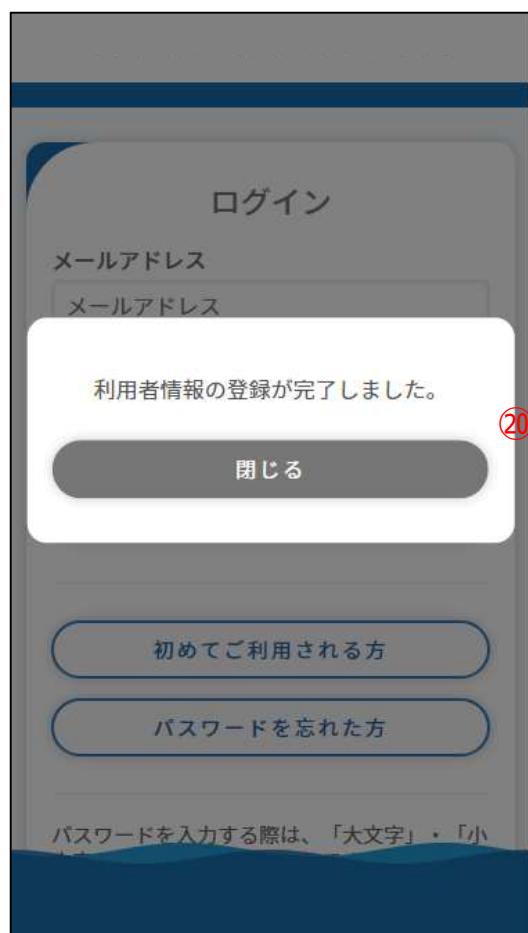 ログイン
メールアドレス
メールアドレス
利用者情報の登録が完了しました。
⑳
閉じる
初めてご利用される方
パスワードを忘れた方
パスワードを入力する際は、「大文字」・「小